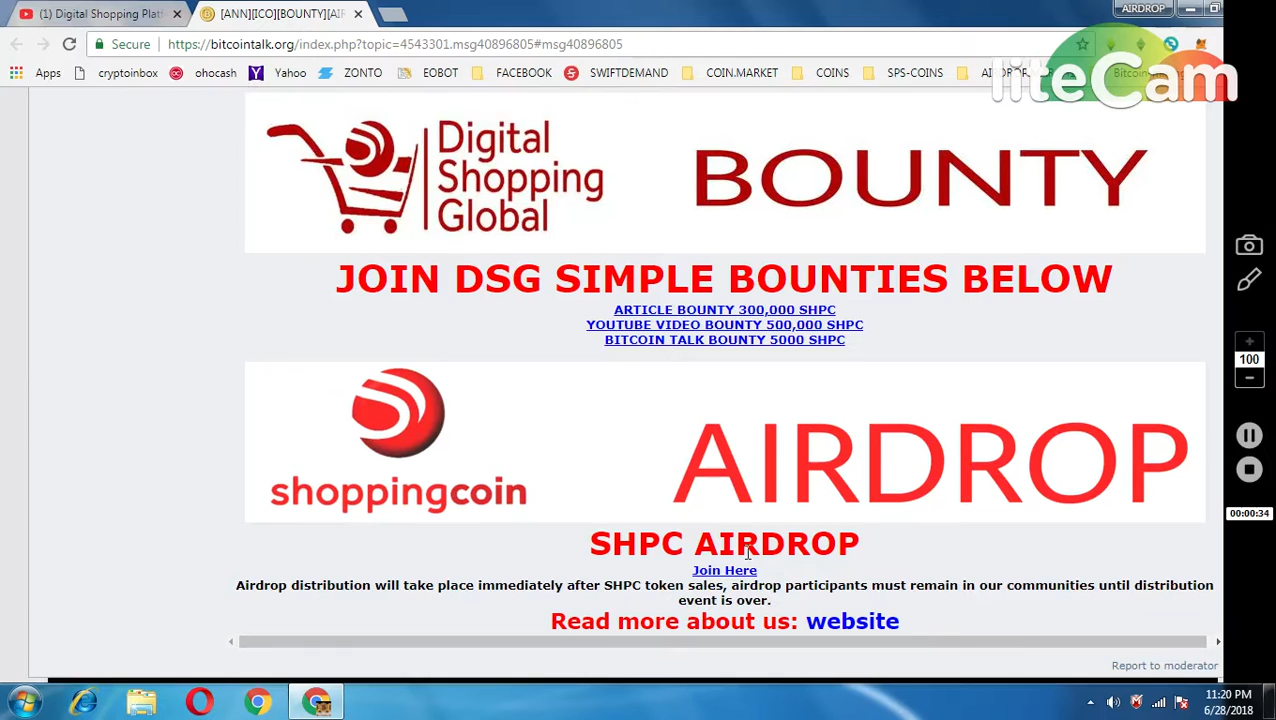 (1) Digital Shopping Platf
[ANN][ICO][BOUNTY][AI
AIRDROP
Secure
https://bitcointalk.org/index.php?topic=4543301.msg40896805#msg40896805
Apps
cryptoinbox
ohocash
Yahoo
EOBOT
FACEBOOK
SWIFTDEMAND
COIN.MARKET
COINS
SPS-COINS
liteCam
Digital
Shopping
Global
BOUNTY
JOIN DSG SIMPLE BOUNTIES BELOW
ARTICLE BOUNTY 300,000 SHPC
YOUTUBE VIDEO BOUNTY 500,000 SHPC
BITCOIN TALK BOUNTY 5000 SHPC
100
shoppingcoin
AIRDROP
00:00:34
SHPC AIRDROP
Join Here
Airdrop distribution will take place immediately after SHPC token sales, airdrop participants must remain in our communities until distribution
event is over.
Read more about us: website
Report to moderator
11:20 PM
6/28/2018